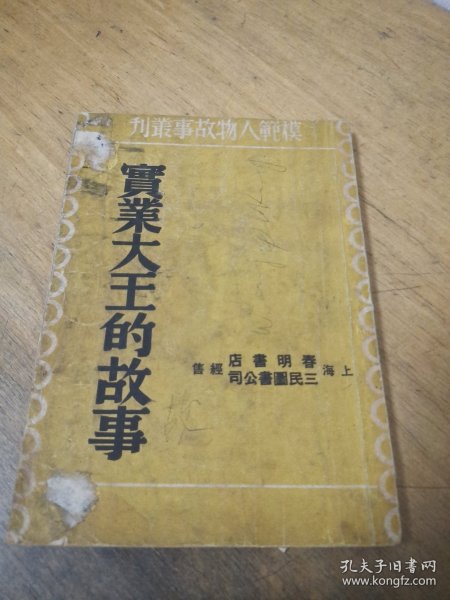 模範人物故事叢刊
實業大王的故事
上海
春明書店
三民圖書公司
經售
孔夫子旧书网
www.kongfz.com